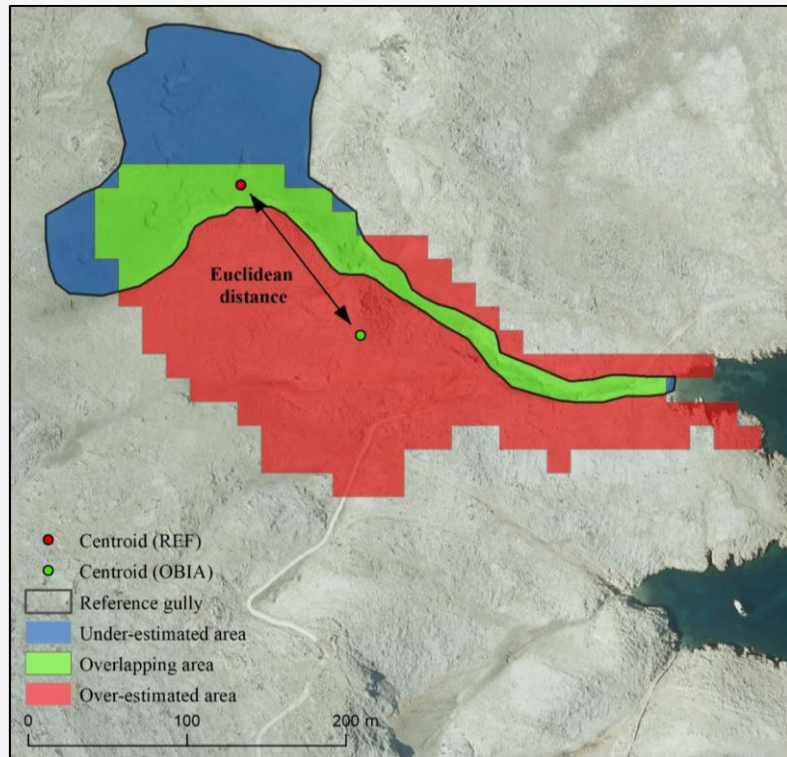 Euclidean
distance
Centroid (REF)
Centroid (OBIA)
Reference gully
Under-estimated area
Overlapping area
Over-estimated area
0 100 200 m